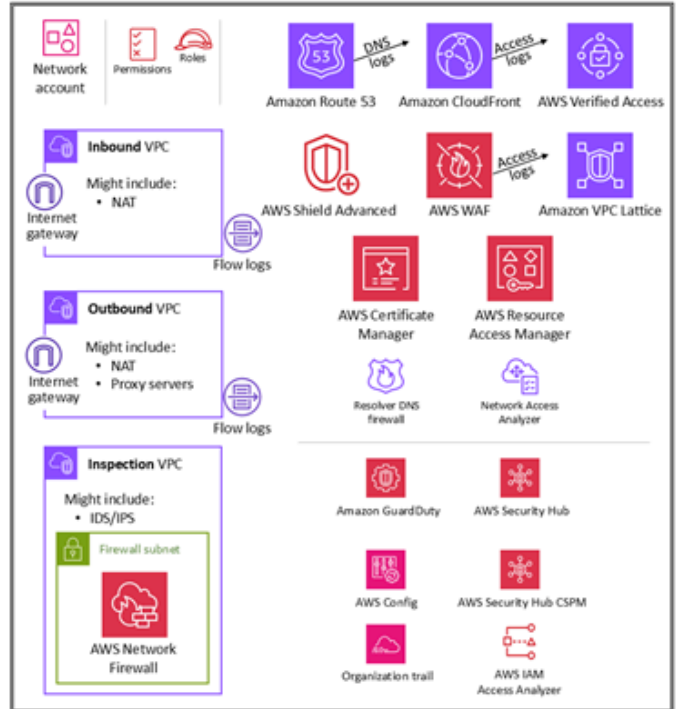 Network
account
Permissions
Roles
53
DNS
logs
Access
logs
Amazon Route 53
Amazon CloudFront
AWS Verified Access
Inbound VPC
Might include:
• NAT
Internet
gateway
Flow logs
AWS Shield Advanced
AWS WAF
Access
logs
Amazon VPC Lattice
AWS Certificate
Manager
AWS Resource
Access Manager
Outbound VPC
Might include:
• NAT
• Proxy servers
Internet
gateway
Flow logs
Resolver DNS
firewall
Network Access
Analyzer
Inspection VPC
Might include:
• IDS/IPS
Firewall subnet
AWS Network
Firewall
Amazon GuardDuty
AWS Security Hub
AWS Config
AWS Security Hub CSPM
Organization trail
AWS IAM
Access Analyzer